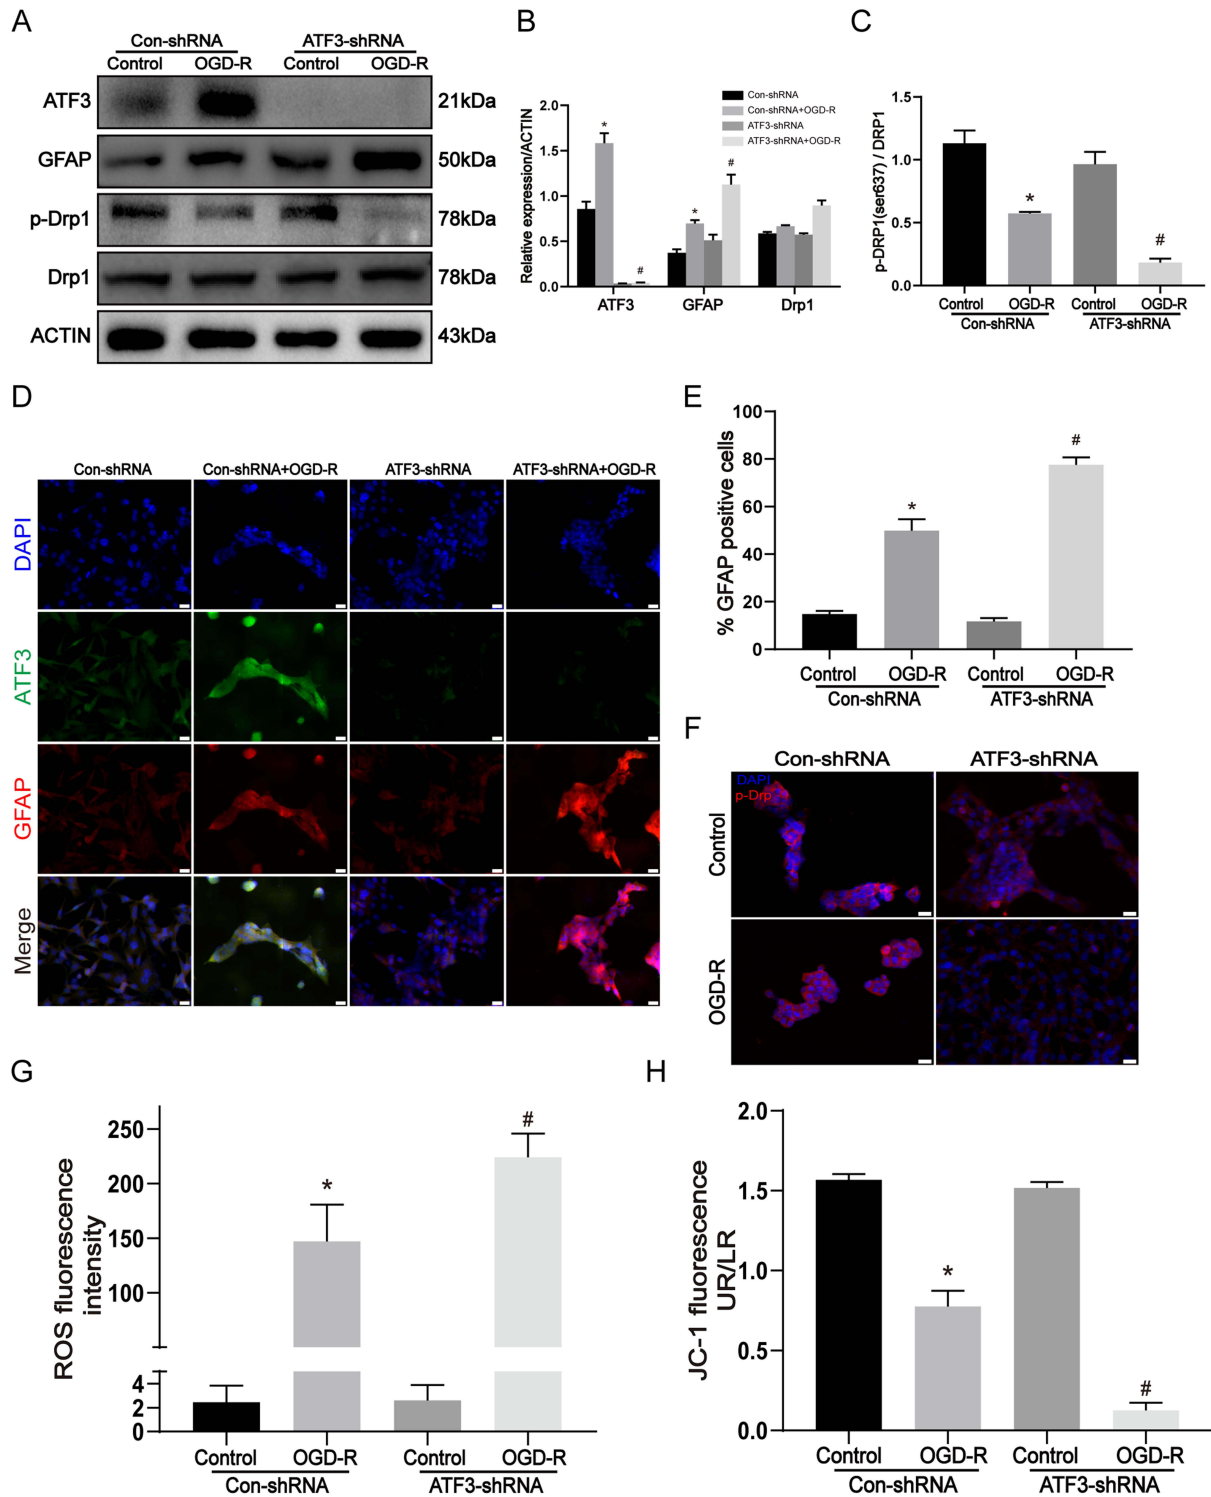 A
Con-shRNA ATF3-shRNA
Control OGD-R Control OGD-R
ATF3 21kDa
GFAP 50kDa
p-Drp1 78kDa
Drp1 78kDa
ACTIN 43kDa
B
Relative expression/ACTIN
2.0
1.5
1.0
0.5
0.0
Con-shRNA
Con-shRNA+OGD-R
ATF3-shRNA
ATF3-shRNA+OGD-R
* # * #
ATF3 GFAP Drp1
C
p-DRP1(ser637) / DRP1
1.5
1.0
0.5
0.0
* #
Control OGD-R Control OGD-R
Con-shRNA ATF3-shRNA
D
Con-shRNA Con-shRNA+OGD-R ATF3-shRNA ATF3-shRNA+OGD-R
DAPI
ATF3
GFAP
Merge
E
% GFAP positive cells
100
80
60
40
20
0
* #
Control OGD-R Control OGD-R
Con-shRNA ATF3-shRNA
F
Con-shRNA ATF3-shRNA
DAPI
p-Drp
Control
OGD-R
G
ROS fluorescence
intensity
250
200
150
100
4
2
0
* #
Control OGD-R Control OGD-R
Con-shRNA ATF3-shRNA
H
JC-1 fluorescence
UR/LR
2.0
1.5
1.0
0.5
0.0
* #
Control OGD-R Control OGD-R
Con-shRNA ATF3-shRNA